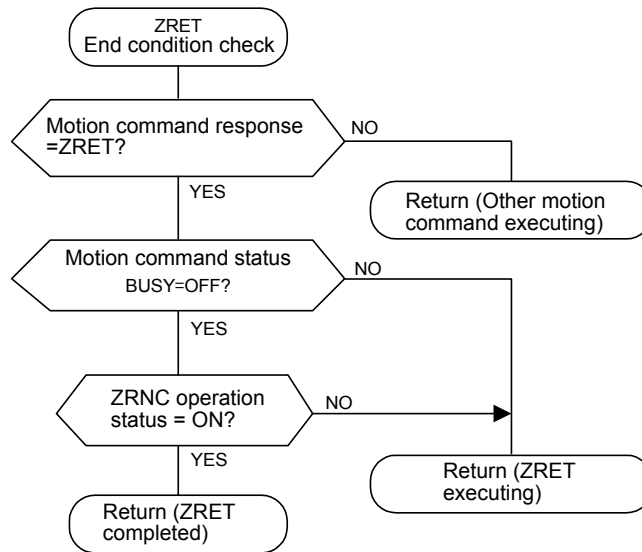 ZRET
End condition check
Motion command response
=ZRET?
NO
YES
Return (Other motion
command executing)
Motion command status
BUSY=OFF?
NO
YES
ZRNC operation
status = ON?
NO
YES
Return (ZRET
executing)
Return (ZRET
completed)